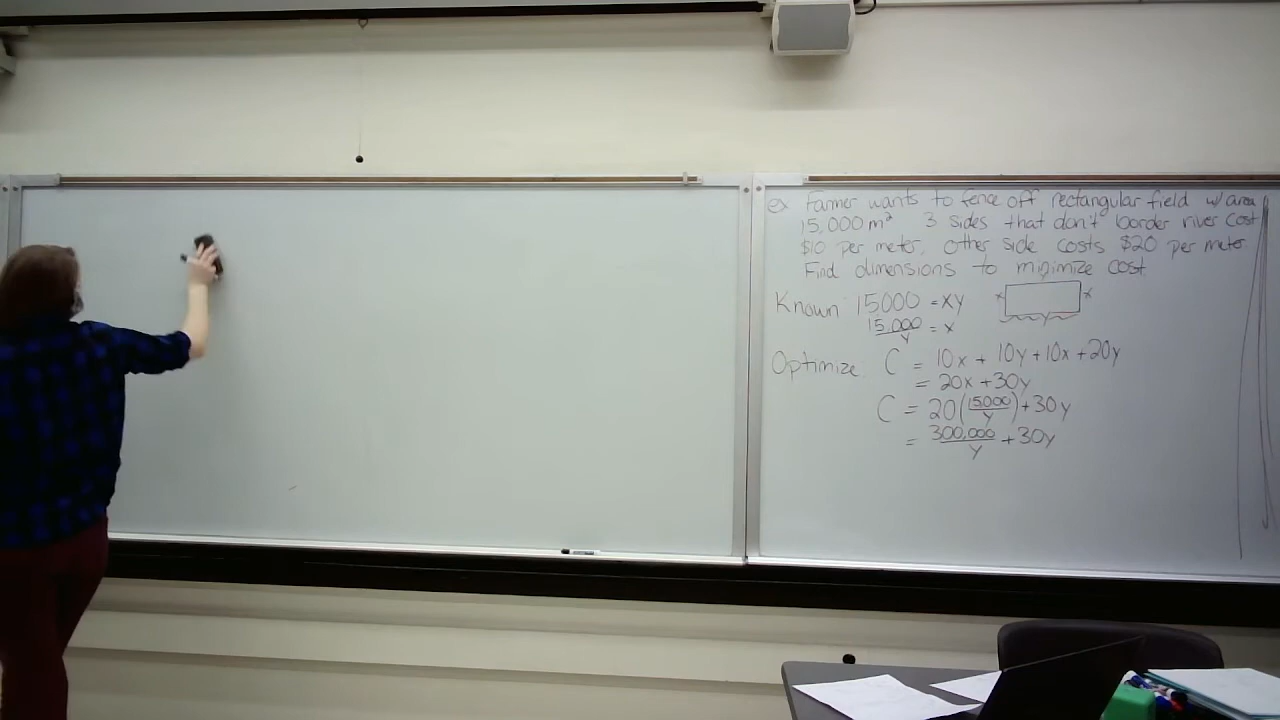 ex Farmer wants to fence off rectangular field w/ area
15,000 m² 3 sides that don't border river cost
$10 per meter, other side costs $20 per meter
Find dimensions to minimize cost
Known 15000 = xy
15,000/y = x
x x
y
Optimize C = 10x + 10y + 10x + 20y
= 20x + 30y
C = 20(15000/y) + 30y
= 300,000/y + 30y